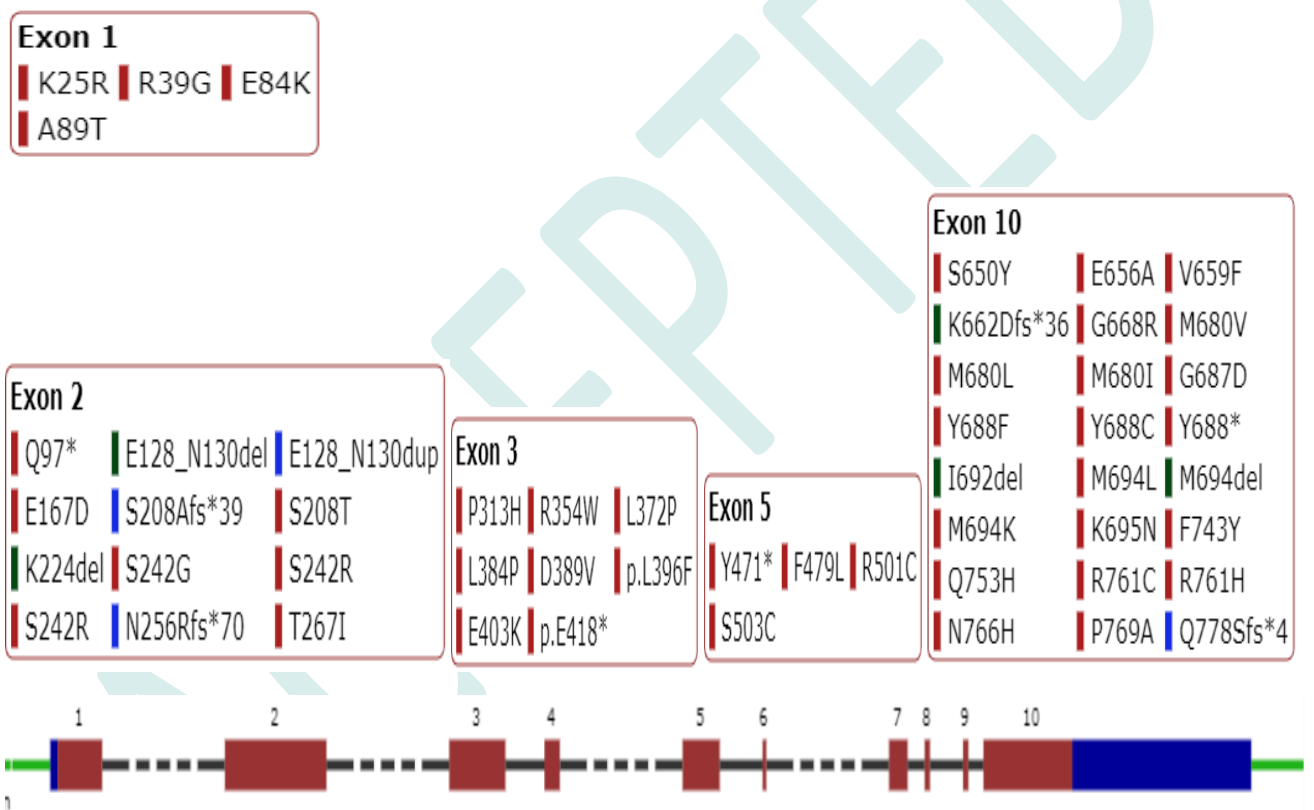 Exon 1
K25R R39G E84K
A89T
Exon 10
S650Y E656A V659F
K662Dfs*36 G668R M680V
M680L M680I G687D
Y688F Y688C Y688*
I692del M694L M694del
M694K K695N F743Y
Q753H R761C R761H
N766H P769A Q778Sfs*4
Exon 2
Q97* E128_N130del E128_N130dup
E167D S208Afs*39 S208T
K224del S242G S242R
S242R N256Rfs*70 T267I
Exon 3
P313H R354W L372P
L384P D389V p.L396F
E403K p.E418*
Exon 5
Y471* F479L R501C
S503C
1 2 3 4 5 6 7 8 9 10